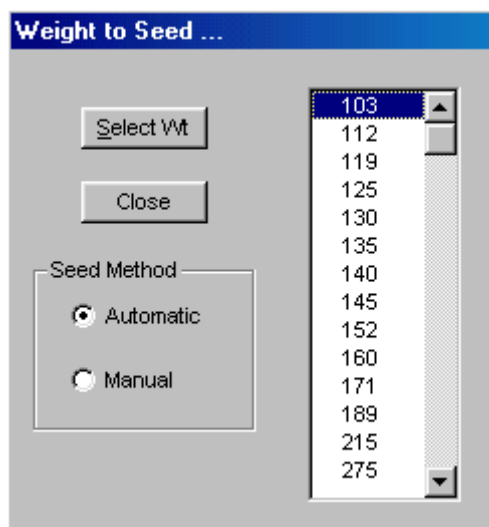 Weight to Seed ...
Select Wt
Close
Seed Method
Automatic
Manual
103
112
119
125
130
135
140
145
152
160
171
189
215
275